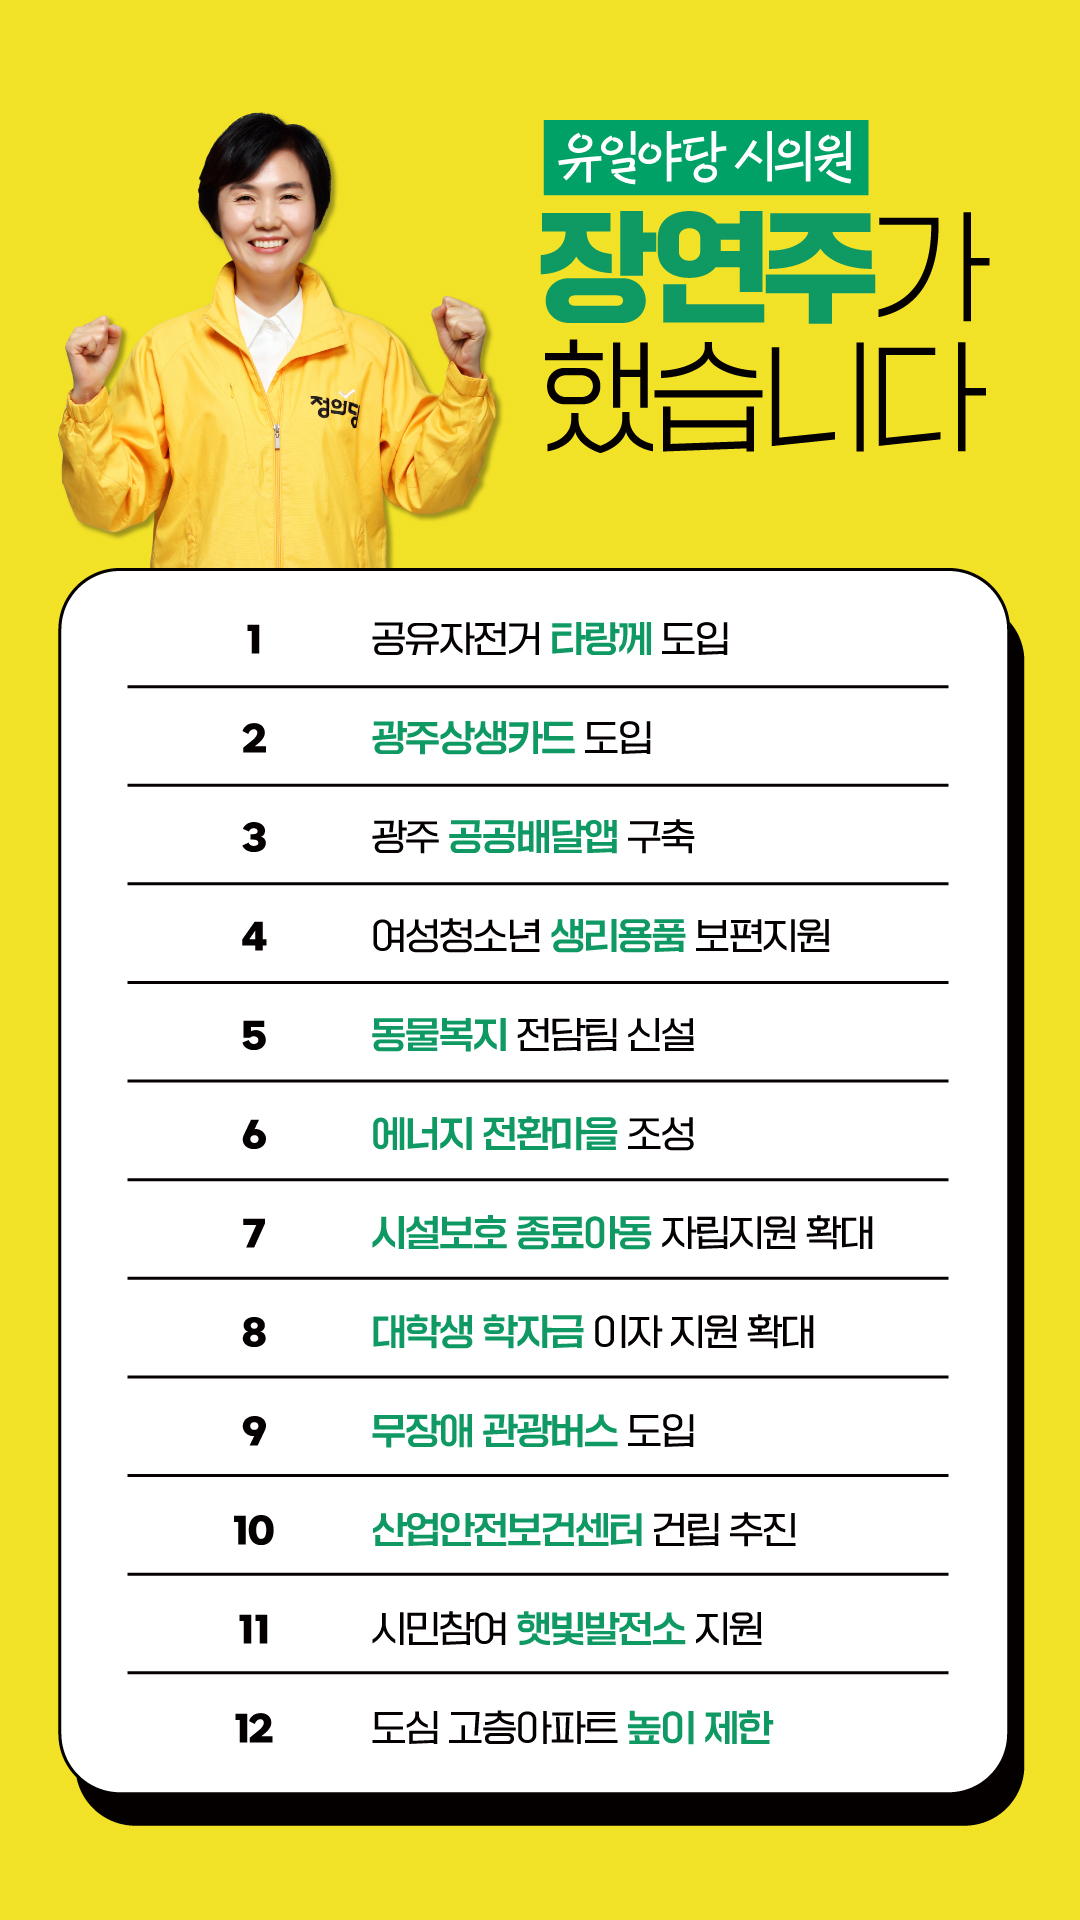 유일야당 시의원
장연주가
했습니다
정의당
1 공유자전거 타랑께 도입
2 광주상생카드 도입
3 광주 공공배달앱 구축
4 여성청소년 생리용품 보편지원
5 동물복지 전담팀 신설
6 에너지 전환마을 조성
7 시설보호 종료아동 자립지원 확대
8 대학생 학자금 이자 지원 확대
9 무장애 관광버스 도입
10 산업안전보건센터 건립 추진
11 시민참여 햇빛발전소 지원
12 도심 고층아파트 높이 제한